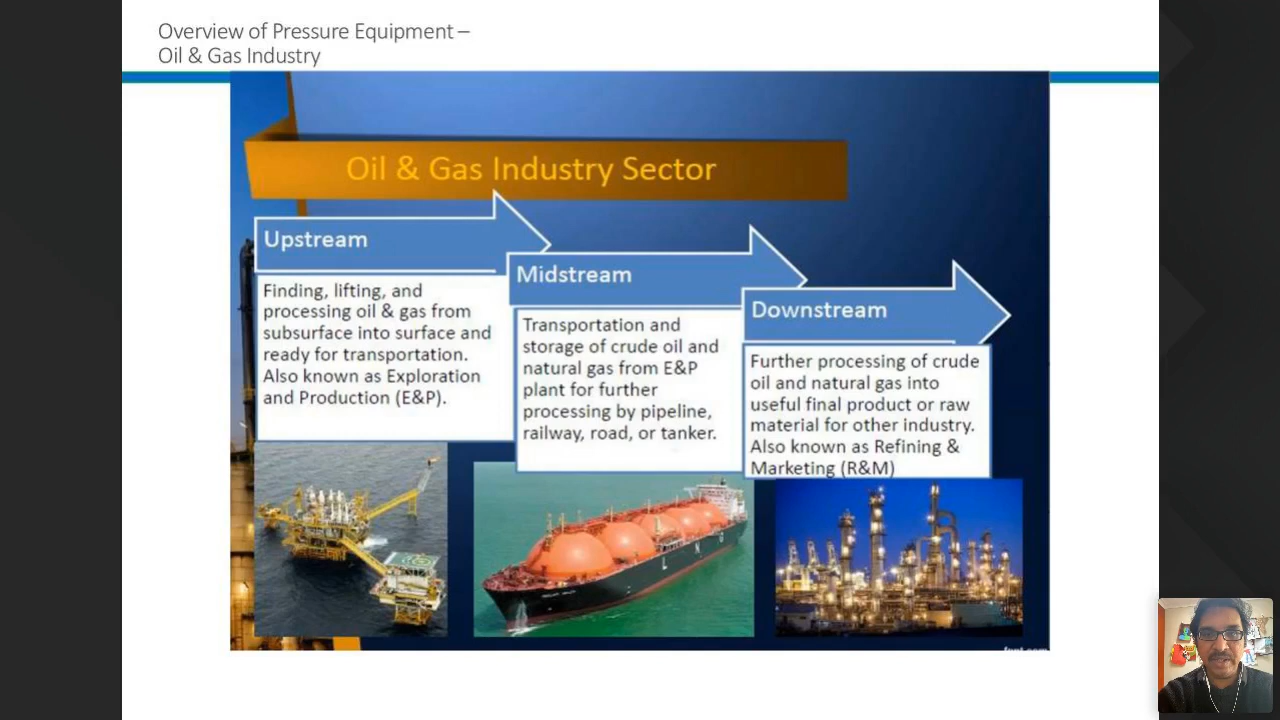 Overview of Pressure Equipment –
Oil & Gas Industry
Oil & Gas Industry Sector
Upstream
Finding, lifting, and
processing oil & gas from
subsurface into surface and
ready for transportation.
Also known as Exploration
and Production (E&P).
Midstream
Transportation and
storage of crude oil and
natural gas from E&P
plant for further
processing by pipeline,
railway, road, or tanker.
Downstream
Further processing of crude
oil and natural gas into
useful final product or raw
material for other industry.
Also known as Refining &
Marketing (R&M)
L N G